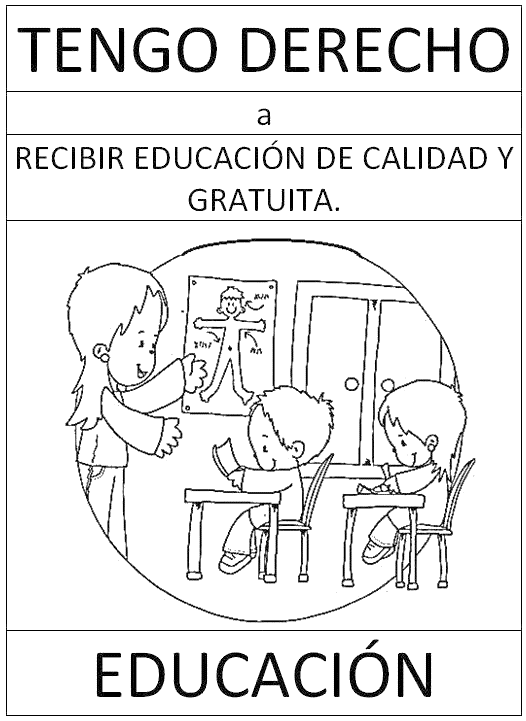 TENGO DERECHO
a
RECIBIR EDUCACIÓN DE CALIDAD Y
GRATUITA.
EDUCACIÓN